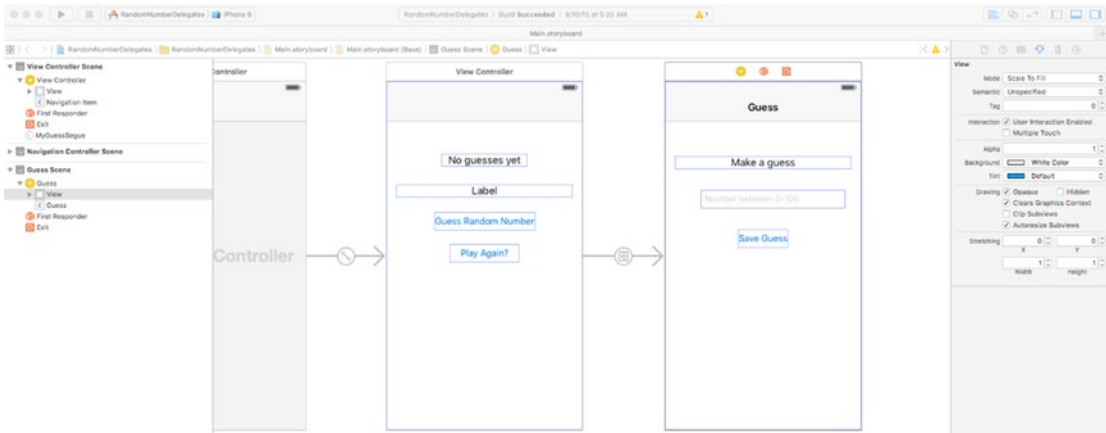 RandomNumberDelegates iPhone 6
RandomNumberDelegates | Build Succeeded | 6/10/15 at 5:20 AM 1
Main.storyboard
RandomNumberDelegates RandomNumberDelegates Main.storyboard Main.storyboard (Base) Guess Scene Guess View
View Controller Scene
View Controller
View
Navigation Item
First Responder
Exit
MyGuessSegue
Navigation Controller Scene
Guess Scene
Guess
View
Guess
First Responder
Exit
Controller
Controller
View Controller
No guesses yet
Label
Guess Random Number
Play Again?
Guess
Make a guess
Number between 0-100
Save Guess
View
Mode Scale To Fill
Semantic Unspecified
Tag 0
Interaction User Interaction Enabled
Multiple Touch
Alpha 1
Background White Color
Tint Default
Drawing Opaque Hidden
Clears Graphics Context
Clip Subviews
Autoresize Subviews
Stretching 0 0
X Y
1 1
Width Height